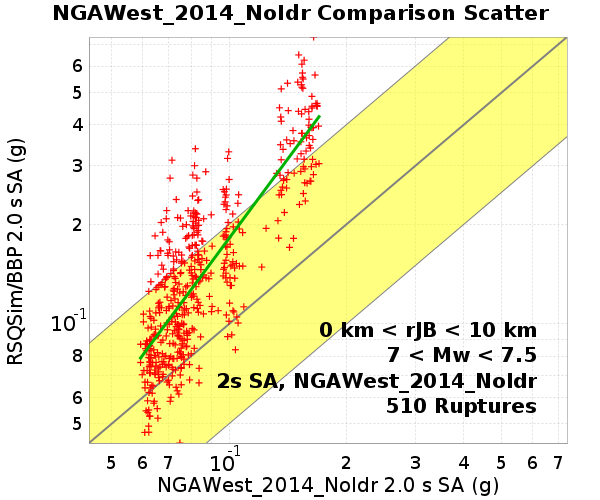 NGAWest_2014_NoIdr Comparison Scatter
RSQSim/BBP 2.0 s SA (g)
6
5
4
3
2
10-1
8
7
6
5
0 km < rJB < 10 km
7 < Mw < 7.5
2s SA, NGAWest_2014_NoIdr
510 Ruptures
5 6 7 10-1 2 3 4 5 6 7
NGAWest_2014_NoIdr 2.0 s SA (g)